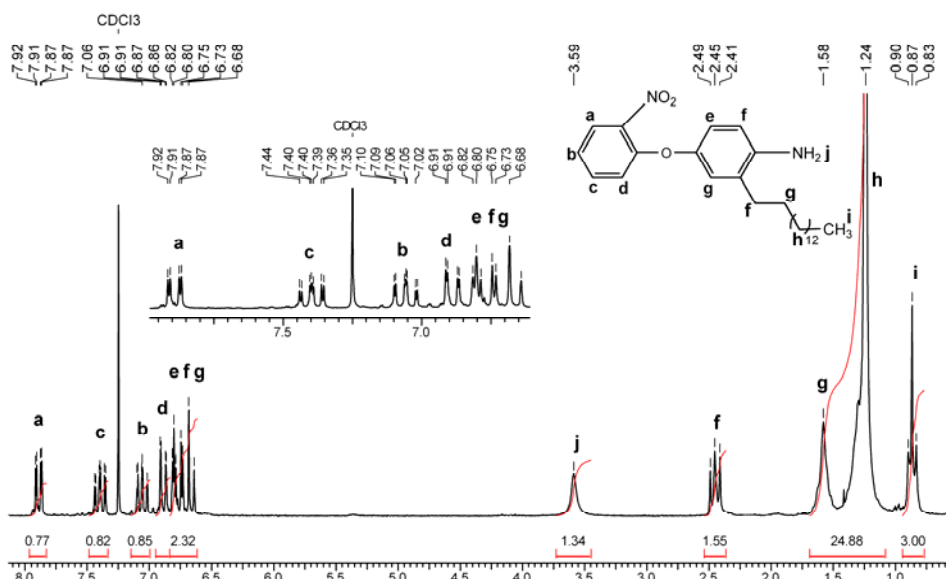 CDCl3
7.92 7.91 7.87 7.87 7.06 6.91 6.91 6.87 6.86 6.82 6.80 6.75 6.73 6.68
3.59
2.49 2.45 2.41
1.58
1.24
0.90 0.87 0.83
CDCl3
7.92 7.91 7.87 7.87
7.44 7.40 7.40 7.39 7.36 7.35 7.10 7.09 7.06 7.05 7.02 6.91 6.91 6.82 6.80 6.75 6.73 6.68
a
c
b
d
e f g
7.5 7.0
NO2
a
b
c
d
O
e
f
g
NH2 j
f
g
h
12
CH3
i
a
c
b
d
e f g
j
f
g
h
i
0.77 0.82 0.85 2.32 1.34 1.55 24.88 3.00
8.0 7.5 7.0 6.5 6.0 5.5 5.0 4.5 4.0 3.5 3.0 2.5 2.0 1.5 1.0